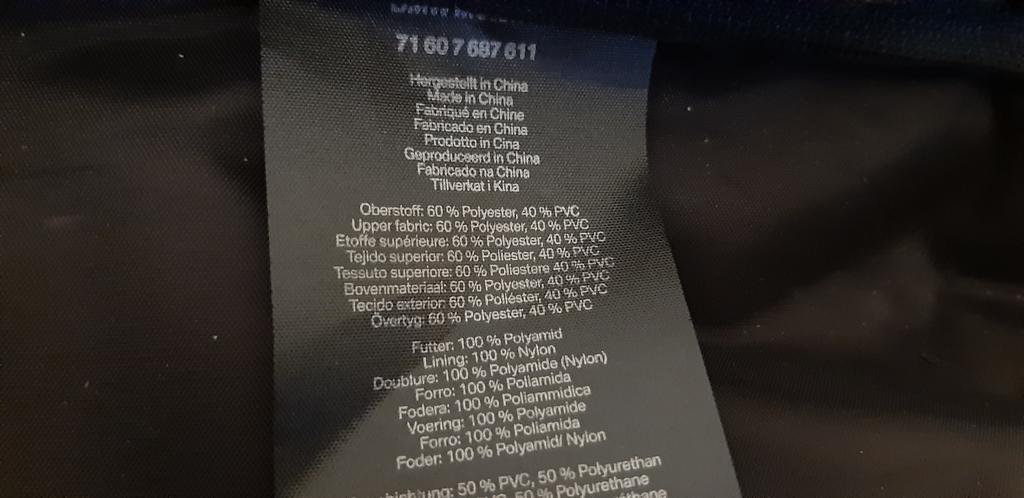 71 60 7 687 611
Hergestellt in China
Made in China
Fabriqué en Chine
Fabricado en China
Prodotto in Cina
Geproduceerd in China
Fabricado na China
Tillverkat i Kina
Oberstoff: 60 % Polyester, 40 % PVC
Upper fabric: 60 % Polyester, 40 % PVC
Etoffe supérieure: 60 % Polyester, 40 % PVC
Tejido superior: 60 % Poliester, 40 % PVC
Tessuto superiore: 60 % Poliestere 40 % PVC
Bovenmateriaal: 60 % Polyester, 40 % PVC
Tecido exterior: 60 % Poliéster, 40 % PVC
Övertyg: 60 % Polyester, 40 % PVC
Futter: 100 % Polyamid
Lining: 100 % Nylon
Doublure: 100 % Polyamide (Nylon)
Forro: 100 % Poliamida
Fodera: 100 % Poliammidica
Voering: 100 % Polyamide
Forro: 100 % Poliamida
Foder: 100 % Polyamid/ Nylon
50 % PVC, 50 % Polyurethan
50 % Polyurethane